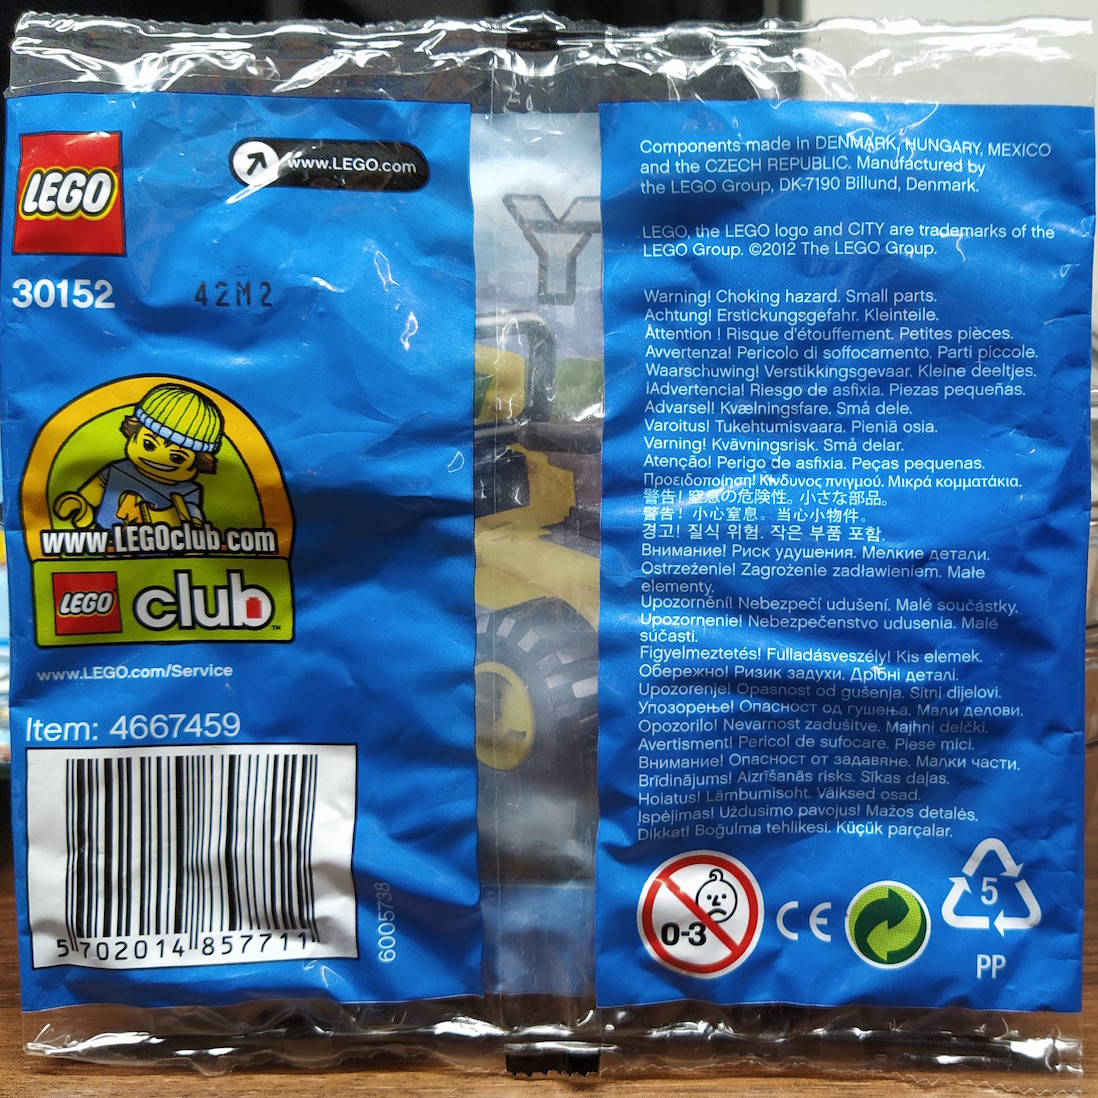 LEGO
www.LEGO.com
30152
42M2
www.LEGOclub.com
LEGO club™
www.LEGO.com/Service
Item: 4667459
5 702014 857711
6005738
TY
Components made in DENMARK, HUNGARY, MEXICO
and the CZECH REPUBLIC. Manufactured by
the LEGO Group, DK-7190 Billund, Denmark.
LEGO, the LEGO logo and CITY are trademarks of the
LEGO Group. ©2012 The LEGO Group.
Warning! Choking hazard. Small parts.
Achtung! Erstickungsgefahr. Kleinteile.
Attention ! Risque d'étouffement. Petites pièces.
Avvertenza! Pericolo di soffocamento. Parti piccole.
Waarschuwing! Verstikkingsgevaar. Kleine deeltjes.
¡Advertencia! Riesgo de asfixia. Piezas pequeñas.
Advarsel! Kvælningsfare. Små dele.
Varoitus! Tukehtumisvaara. Pieniä osia.
Varning! Kvävningsrisk. Små delar.
Atenção! Perigo de asfixia. Peças pequenas.
Προειδοποίηση! Κίνδυνος πνιγμού. Μικρά κομματάκια.
警告! 窒息の危険性。小さな部品。
警告! 小心窒息。当心小物件。
경고! 질식 위험. 작은 부품 포함.
Внимание! Риск удушения. Мелкие детали.
Ostrzeżenie! Zagrożenie zadławieniem. Małe
elementy.
Upozornění! Nebezpečí udušení. Malé součástky.
Upozornenie! Nebezpečenstvo udusenia. Malé
súčasti.
Figyelmeztetés! Fulladásveszély! Kis elemek.
Обережно! Ризик задухи. Дрібні деталі.
Upozorenje! Opasnost od gušenja. Sitni dijelovi.
Упозорење! Опасност од гушења. Мали делови.
Opozorilo! Nevarnost zadušitve. Majhni delčki.
Avertisment! Pericol de sufocare. Piese mici.
Внимание! Опасност от задавяне. Малки части.
Brīdinājums! Aizrīšanās risks. Sīkas daļas.
Hoiatus! Lämbumisoht. Väiksed osad.
Įspėjimas! Uždusimo pavojus! Mažos detalės.
Dikkat! Boğulma tehlikesi. Küçük parçalar.
0-3
CE
5
PP